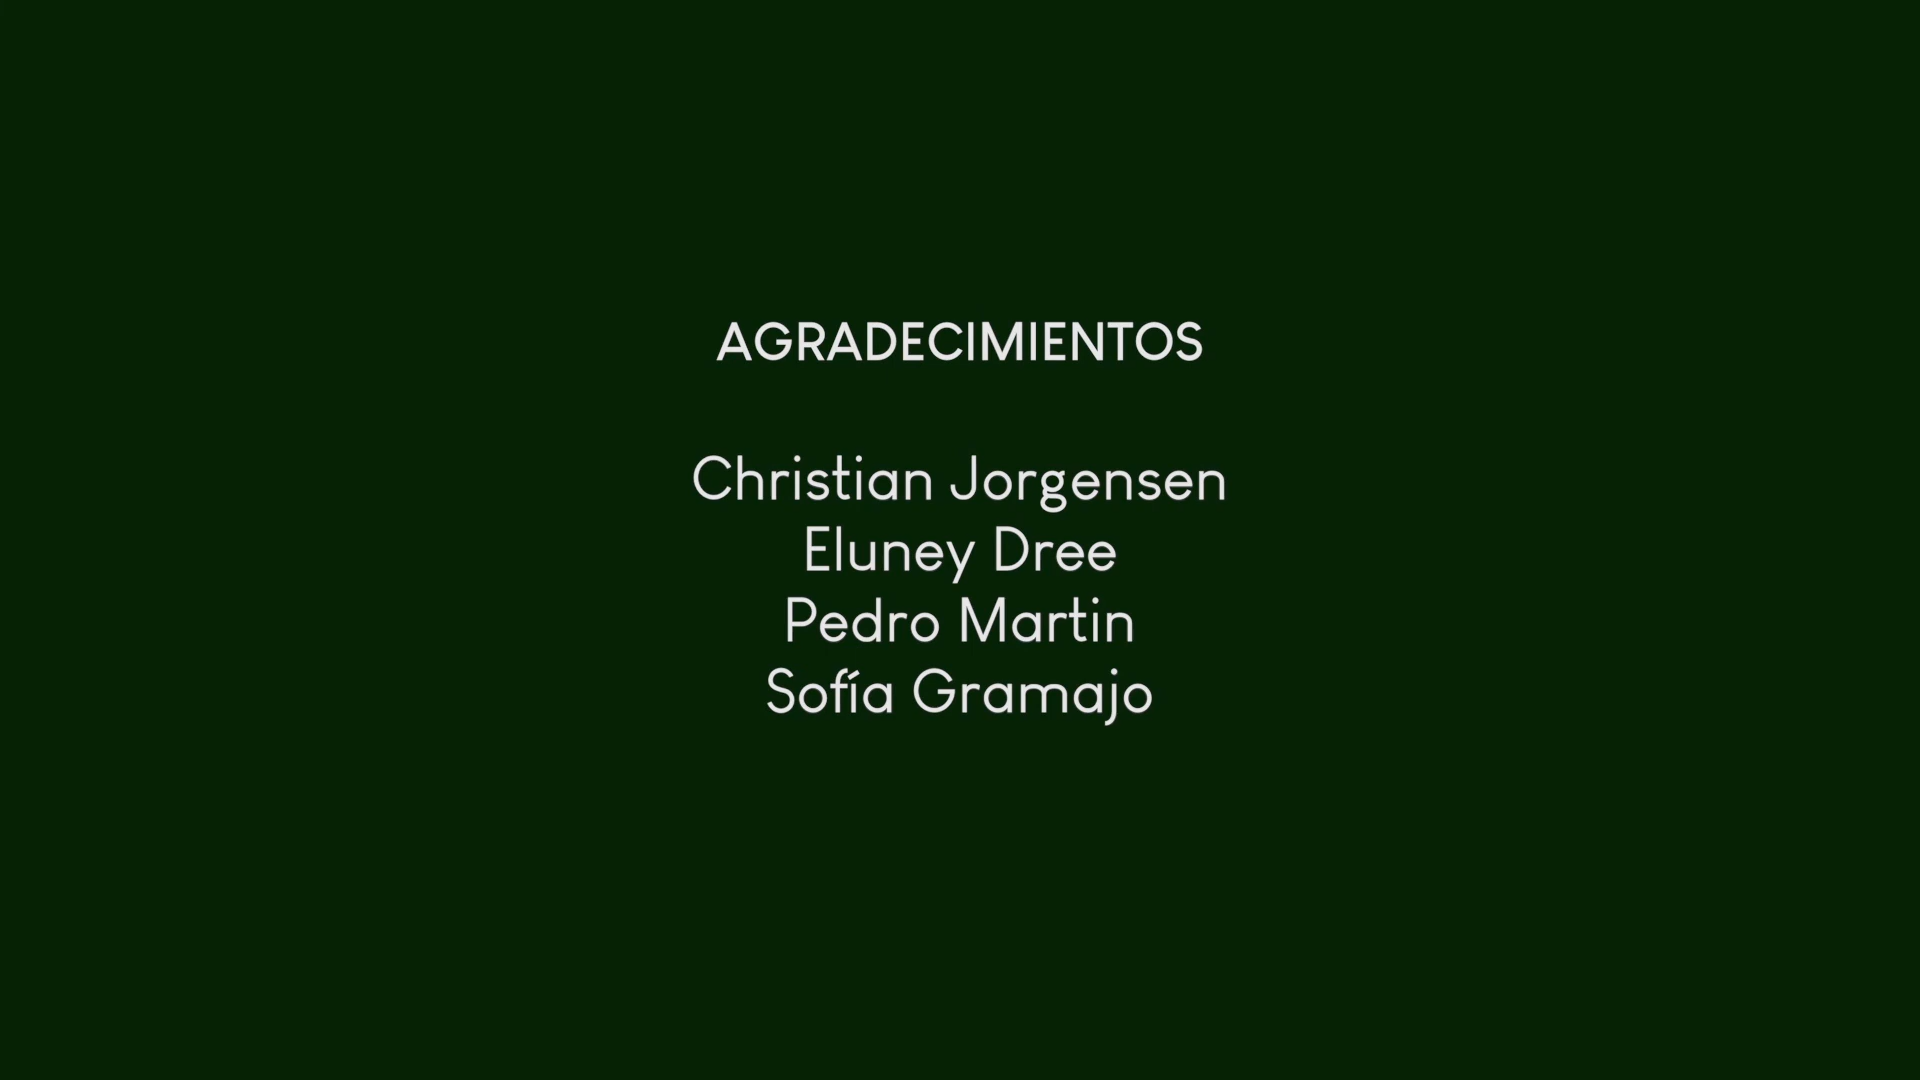 AGRADECIMIENTOS
Christian Jorgensen
Eluney Dree
Pedro Martin
Sofía Gramajo